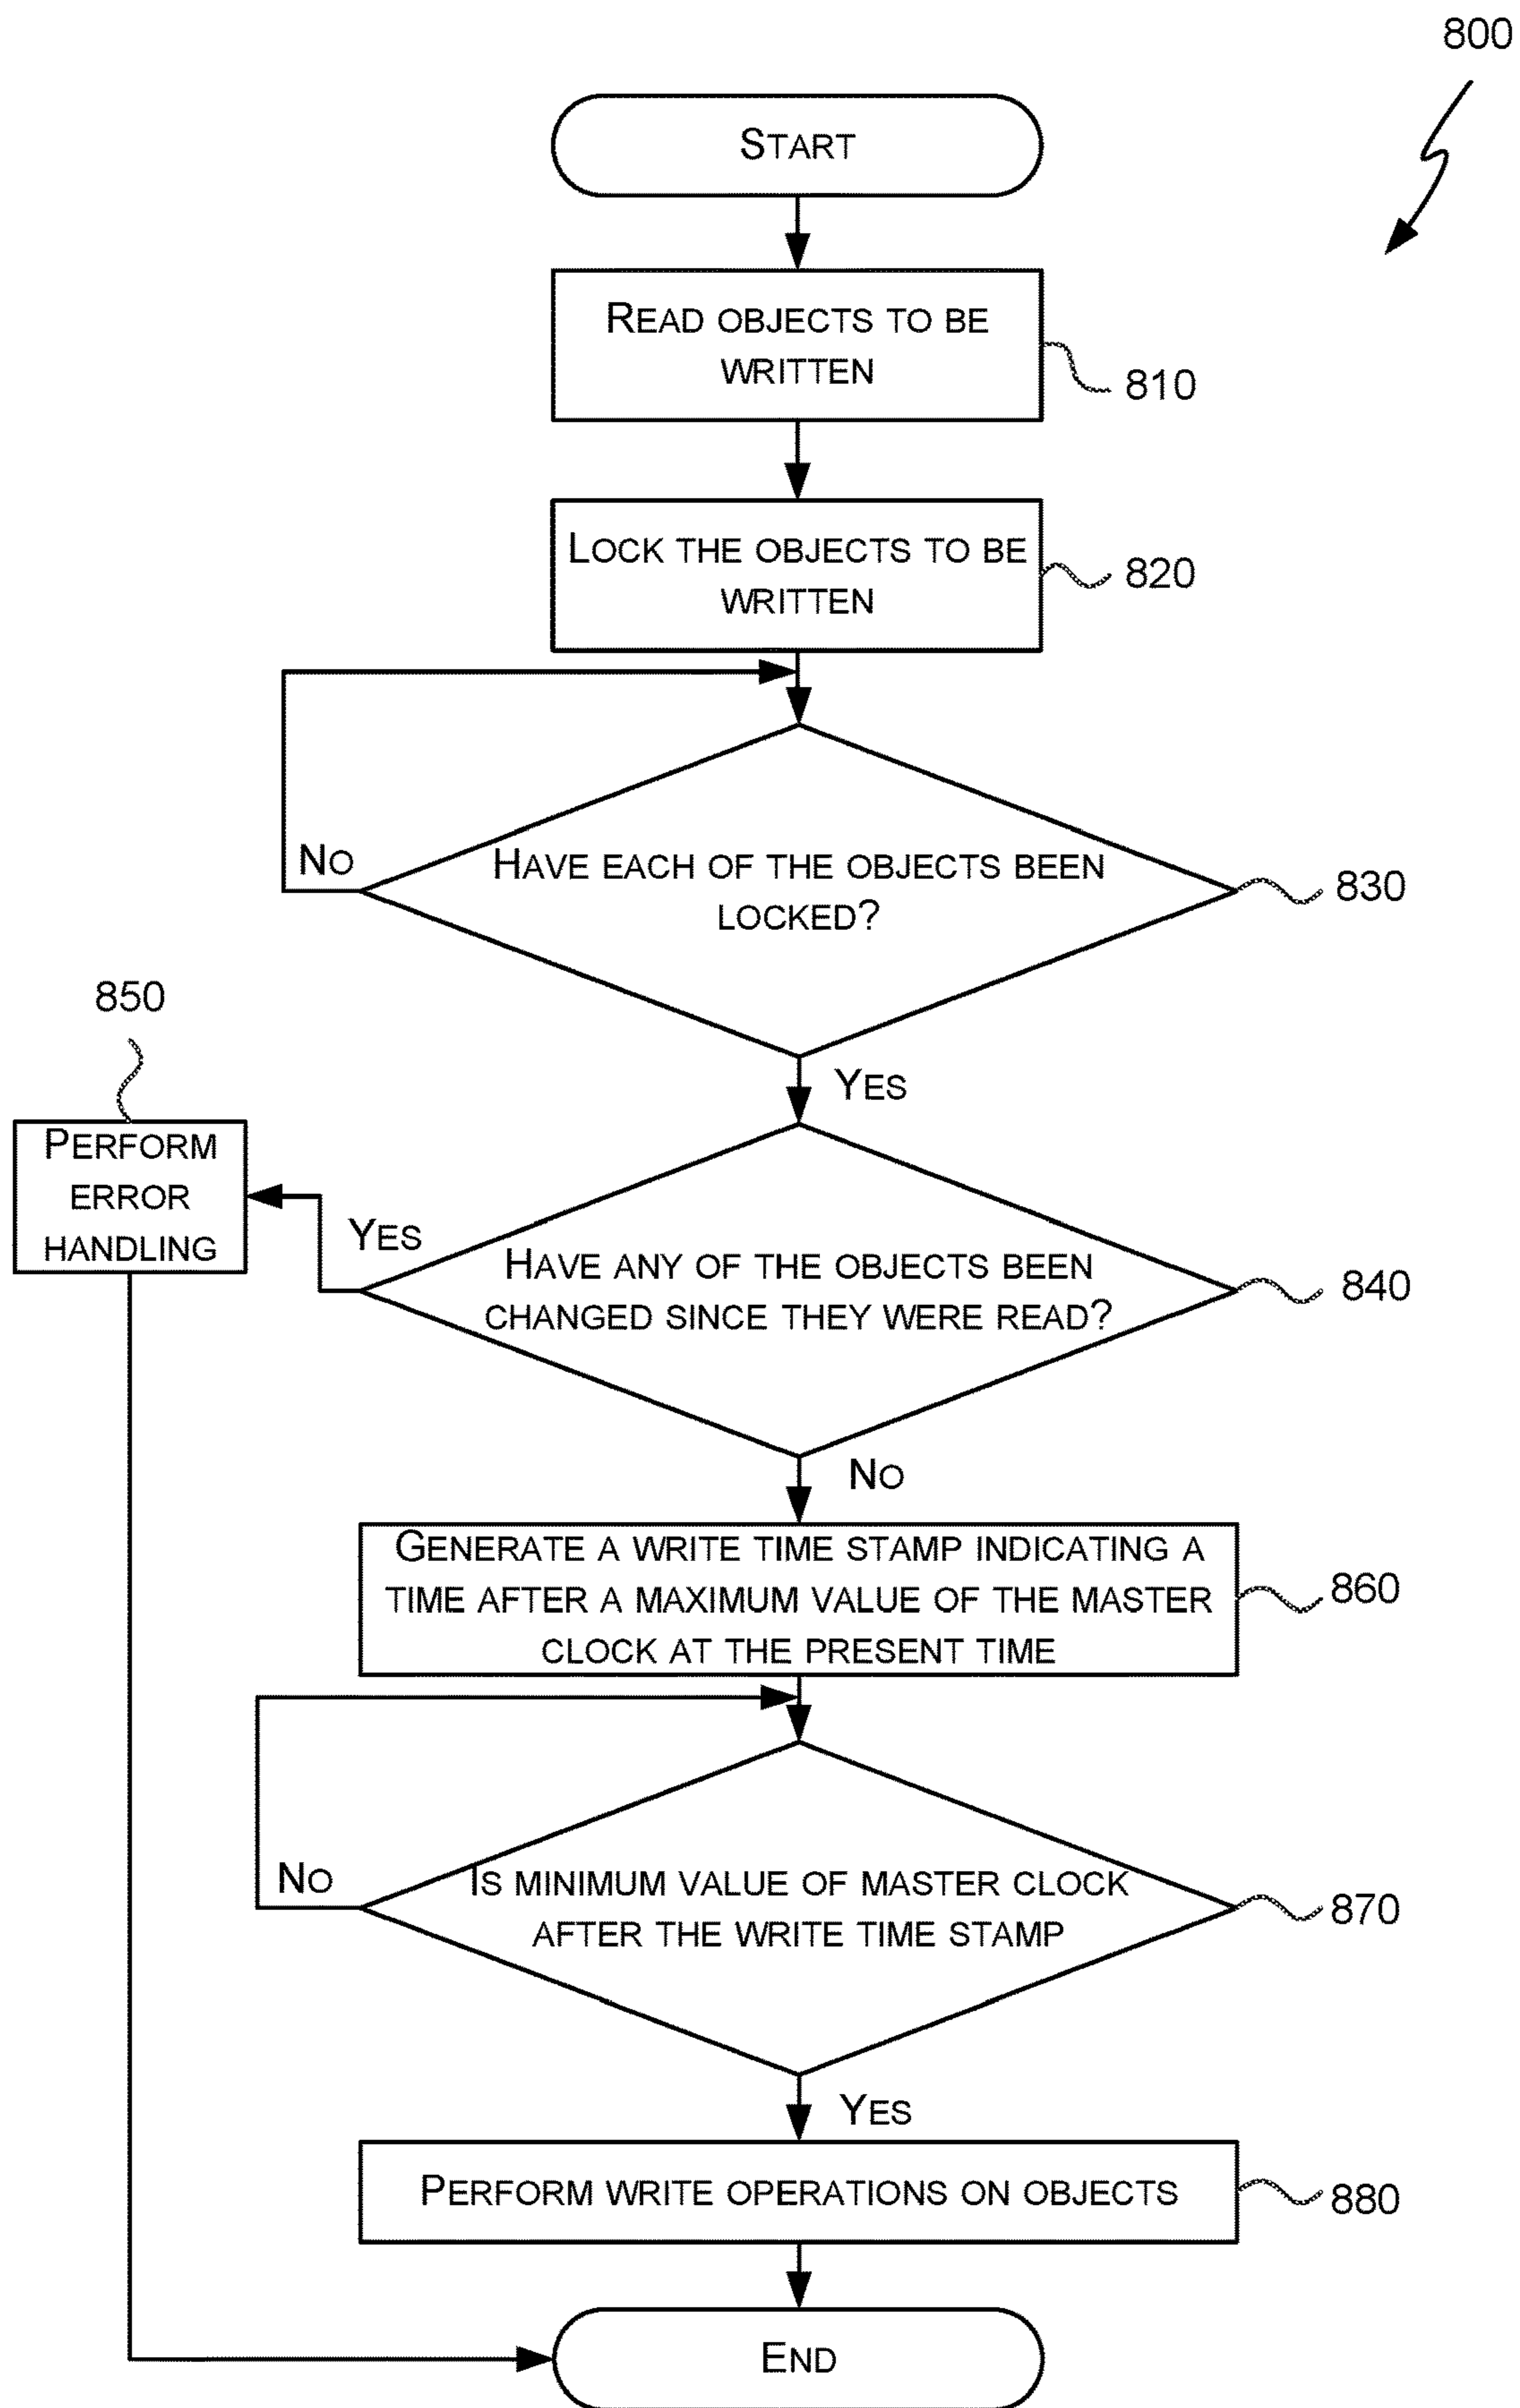 800
START
READ OBJECTS TO BE
WRITTEN
810
LOCK THE OBJECTS TO BE
WRITTEN
820
NO
HAVE EACH OF THE OBJECTS BEEN
LOCKED?
830
850
YES
PERFORM
ERROR
HANDLING
YES
HAVE ANY OF THE OBJECTS BEEN
CHANGED SINCE THEY WERE READ?
840
NO
GENERATE A WRITE TIME STAMP INDICATING A
TIME AFTER A MAXIMUM VALUE OF THE MASTER
CLOCK AT THE PRESENT TIME
860
NO
IS MINIMUM VALUE OF MASTER CLOCK
AFTER THE WRITE TIME STAMP
870
YES
PERFORM WRITE OPERATIONS ON OBJECTS
880
END